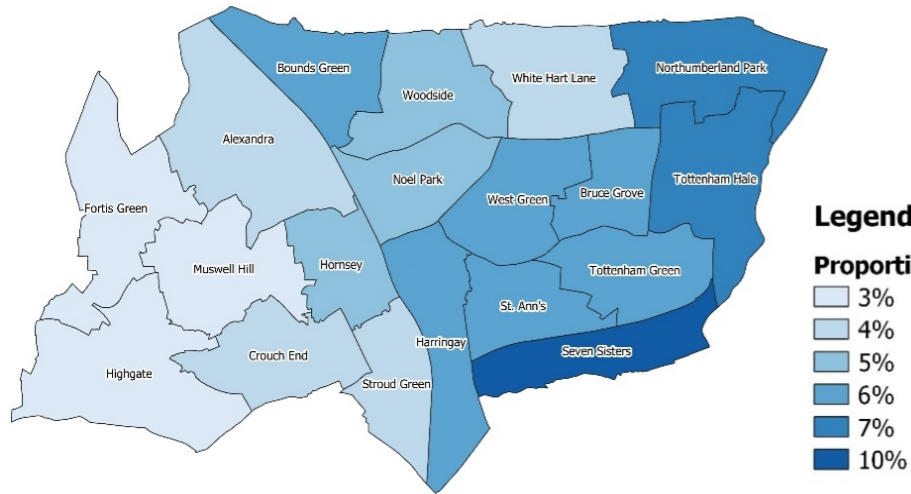 Bounds Green
White Hart Lane
Northumberland Park
Woodside
Alexandra
Noel Park
Tottenham Hale
West Green
Bruce Grove
Fortis Green
Muswell Hill
Hornsey
Tottenham Green
St. Ann's
Harringay
Seven Sisters
Crouch End
Highgate
Stroud Green
Legend
Proporti
3%
4%
5%
6%
7%
10%